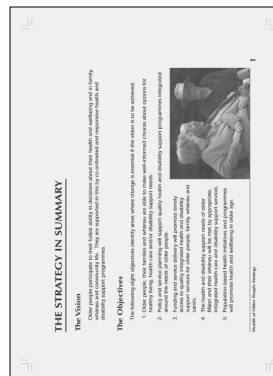 THE STRATEGY IN SUMMARY
The Vision
Older people participate to their fullest ability in decisions about their health and wellbeing and in family,
whānau and community life. They are supported in this by co-ordinated and responsive health and
disability support programmes.
The Objectives
The following eight objectives identify areas where change is essential if the vision is to be achieved.
1. Older people, their families and whānau are able to make well-informed choices about options for
healthy living, health care and/or disability support needs.
2. Policy and service planning will support quality health and disability support programmes integrated
around the needs of older people.
3. Funding and service delivery will promote timely
access to quality integrated health and disability
support services for older people, family, whānau and
carers.
4. The health and disability support needs of older
Māori and their whānau will be met by appropriate,
integrated health care and disability support services.
5. Population-based health initiatives and programmes
will promote health and wellbeing in older age.
Health of Older People Strategy
1